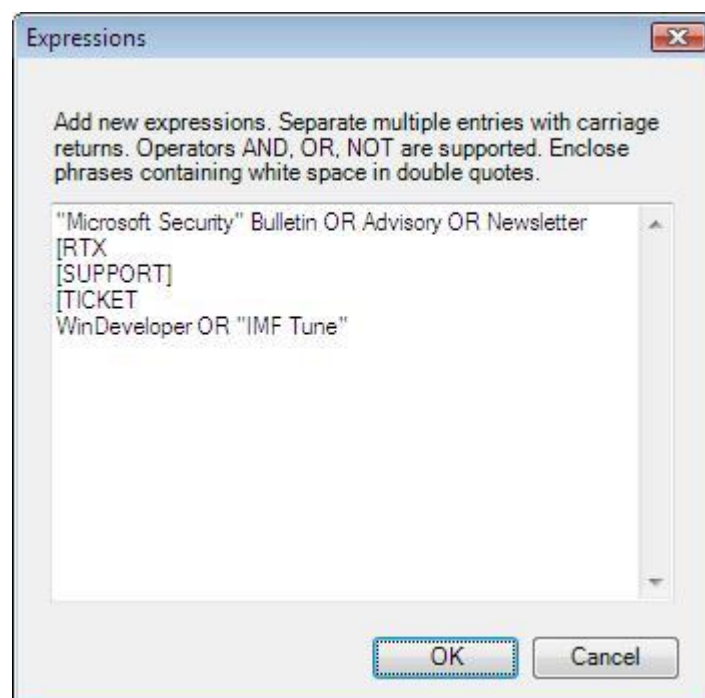 Expressions
Add new expressions. Separate multiple entries with carriage
returns. Operators AND, OR, NOT are supported. Enclose
phrases containing white space in double quotes.
"Microsoft Security" Bulletin OR Advisory OR Newsletter
[RTX
[SUPPORT]
[TICKET
WinDeveloper OR "IMF Tune"
OK Cancel